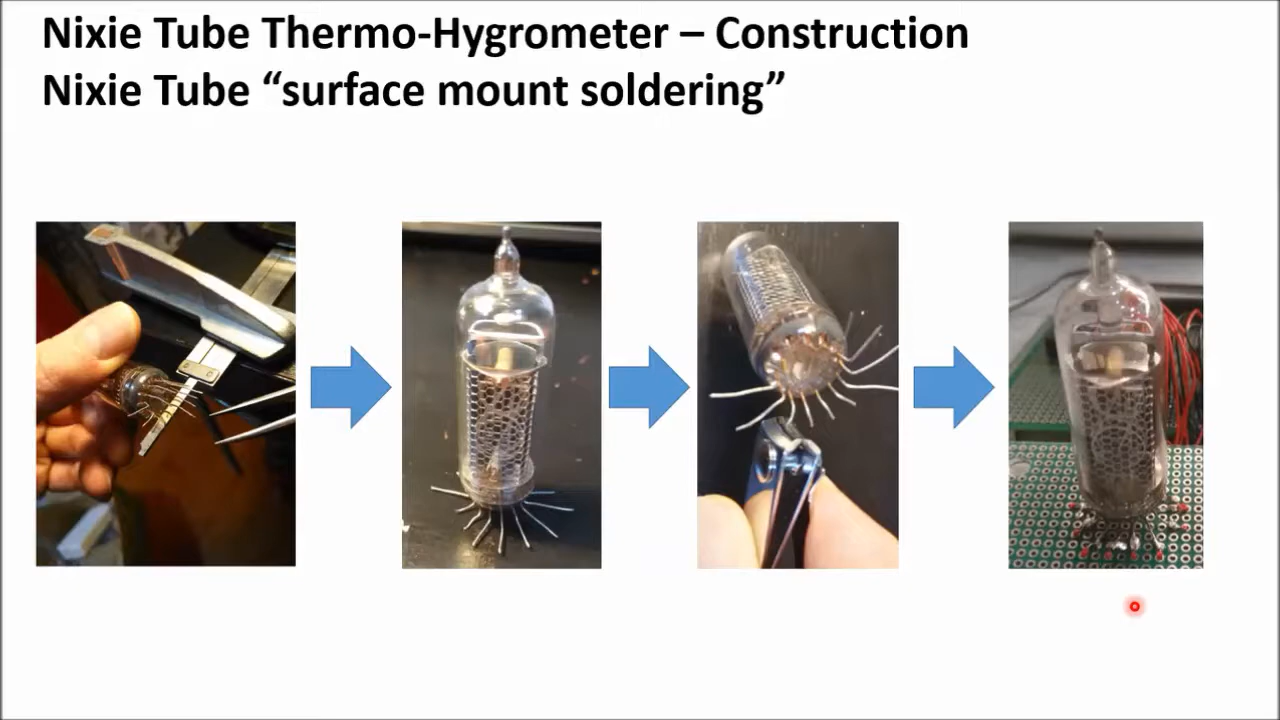 Nixie Tube Thermo-Hygrometer – Construction
Nixie Tube “surface mount soldering”